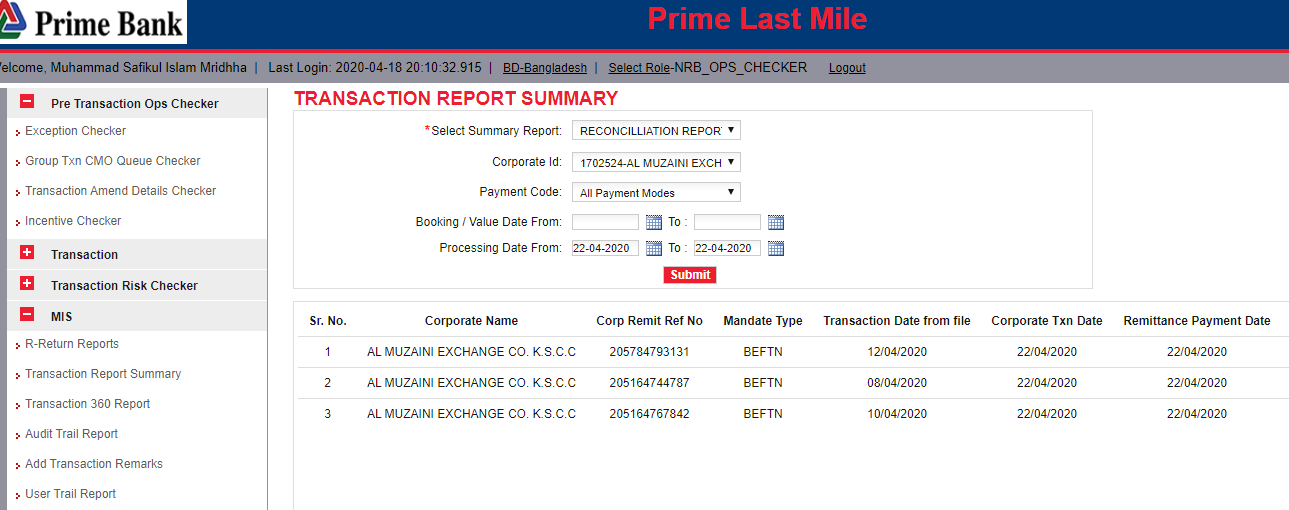 Prime Bank
Prime Last Mile
elcome, Muhammad Safikul Islam Mridhha | Last Login: 2020-04-18 20:10:32.915 | BD-Bangladesh | Select Role-NRB_OPS_CHECKER Logout
Pre Transaction Ops Checker
Exception Checker
Group Txn CMO Queue Checker
Transaction Amend Details Checker
Incentive Checker
Transaction
Transaction Risk Checker
MIS
R-Return Reports
Transaction Report Summary
Transaction 360 Report
Audit Trail Report
Add Transaction Remarks
User Trail Report
TRANSACTION REPORT SUMMARY
*Select Summary Report: RECONCILLIATION REPOR
Corporate Id: 1702524-AL MUZAINI EXCH
Payment Code: All Payment Modes
Booking / Value Date From: To :
Processing Date From: 22-04-2020 To : 22-04-2020
Submit
Sr. No. Corporate Name Corp Remit Ref No Mandate Type Transaction Date from file Corporate Txn Date Remittance Payment Date
1 AL MUZAINI EXCHANGE CO. K.S.C.C 205784793131 BEFTN 12/04/2020 22/04/2020 22/04/2020
2 AL MUZAINI EXCHANGE CO. K.S.C.C 205164744787 BEFTN 08/04/2020 22/04/2020 22/04/2020
3 AL MUZAINI EXCHANGE CO. K.S.C.C 205164767842 BEFTN 10/04/2020 22/04/2020 22/04/2020